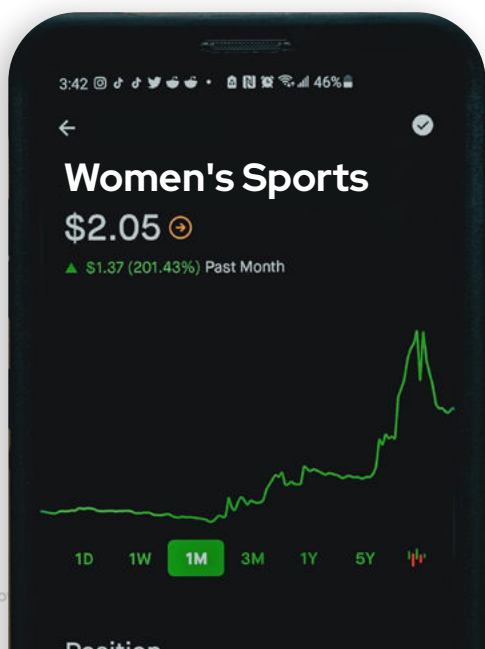 3:42 46%
Women's Sports
$2.05
▲ $1.37 (201.43%) Past Month
1D 1W 1M 3M 1Y 5Y
Position